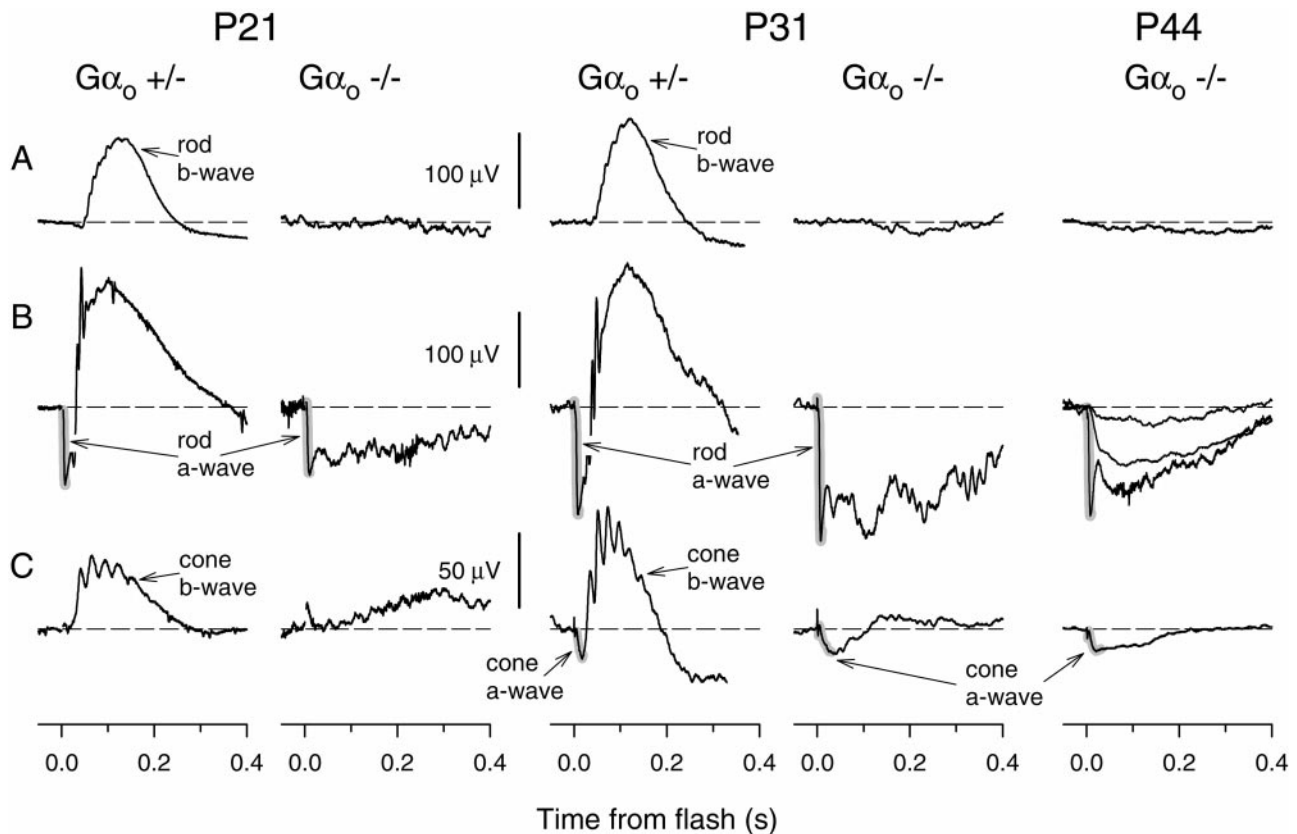 P21 P31 P44
Gαo +/- Gαo -/- Gαo +/- Gαo -/- Gαo -/-
A
rod
b-wave
100 µV
rod
b-wave
B
100 µV
rod
a-wave
rod
a-wave
C
cone
b-wave
50 µV
cone
b-wave
cone
a-wave
cone
a-wave
0.0 0.2 0.4 0.0 0.2 0.4 0.0 0.2 0.4 0.0 0.2 0.4 0.0 0.2 0.4
Time from flash (s)